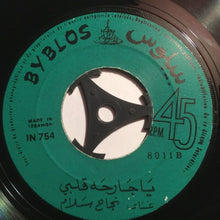 BYBLOS بيبلوس
MADE IN
LEBANON
IN 754
45
RPM.
8011B
يا جارحة قلبي
غناء: نجاح سلام